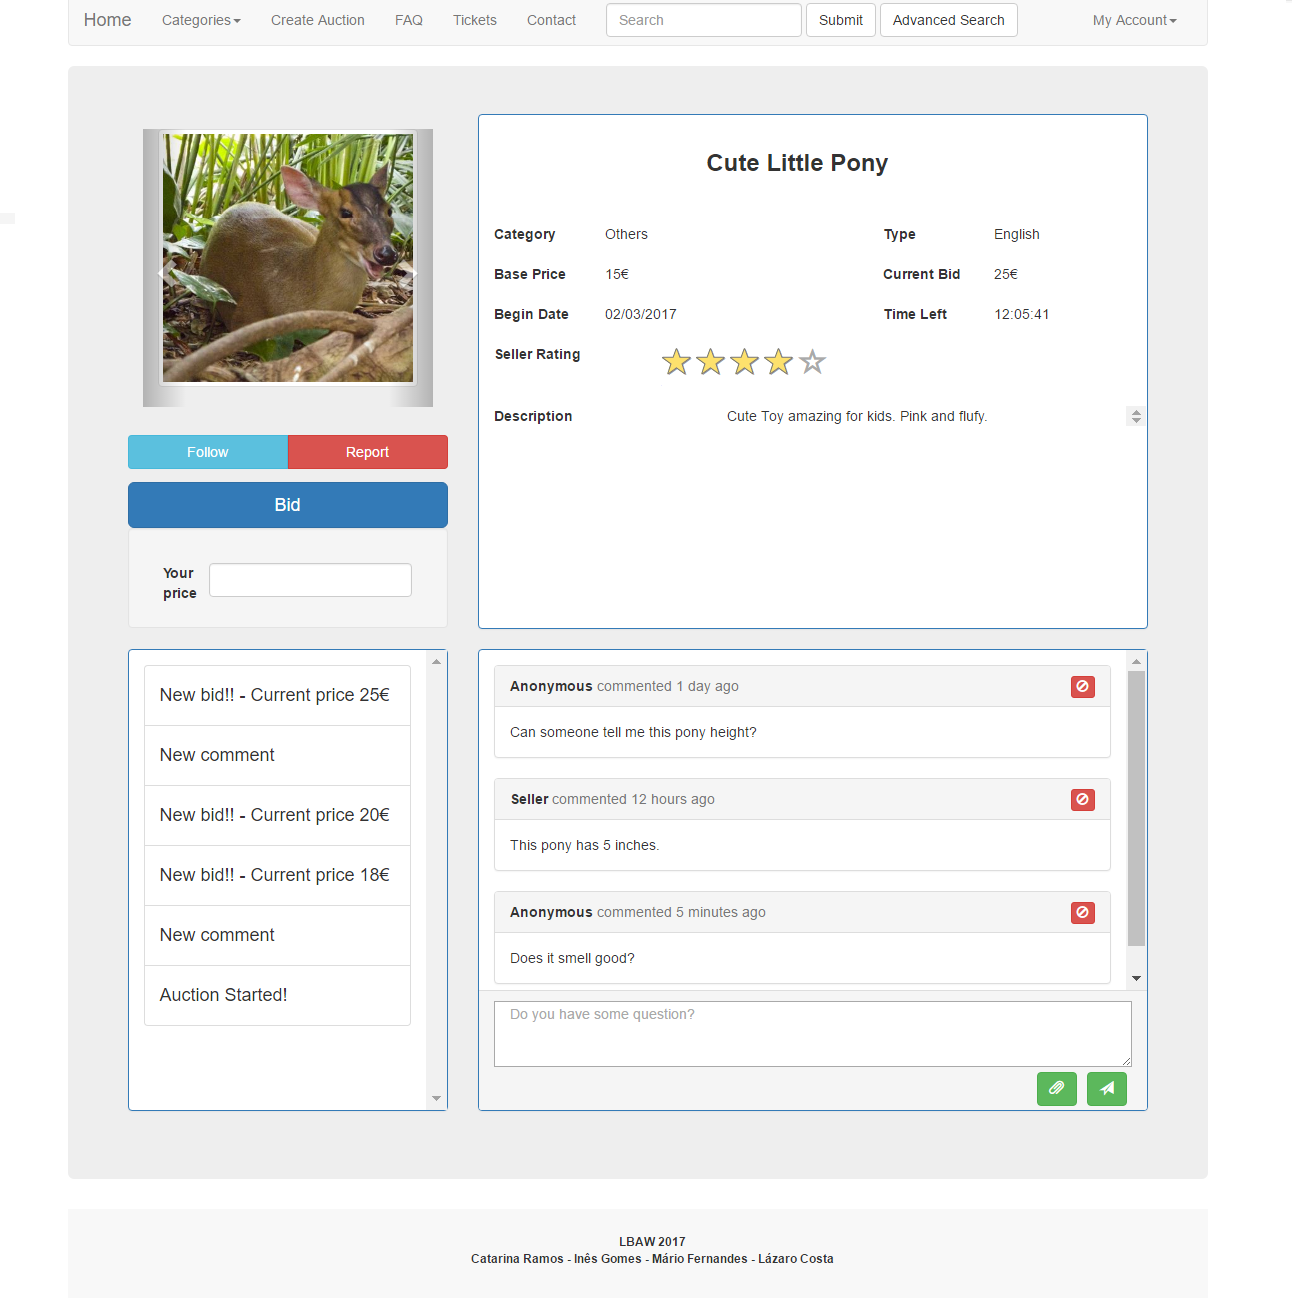 Home Categories Create Auction FAQ Tickets Contact Search Submit Advanced Search My Account
Cute Little Pony
Category Others Type English
Base Price 15€ Current Bid 25€
Begin Date 02/03/2017 Time Left 12:05:41
Seller Rating
Description Cute Toy amazing for kids. Pink and flufy.
Follow Report
Bid
Your
price
New bid!! - Current price 25€
New comment
New bid!! - Current price 20€
New bid!! - Current price 18€
New comment
Auction Started!
Anonymous commented 1 day ago
Can someone tell me this pony height?
Seller commented 12 hours ago
This pony has 5 inches.
Anonymous commented 5 minutes ago
Does it smell good?
Do you have some question?
LBAW 2017
Catarina Ramos - Inês Gomes - Mário Fernandes - Lázaro Costa